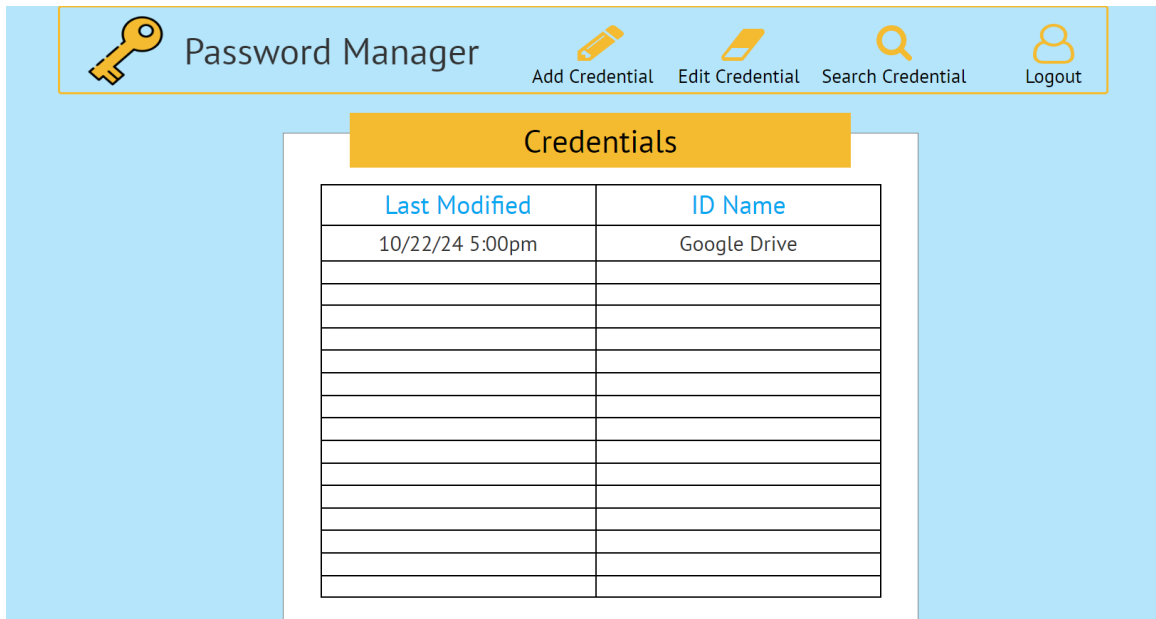 Password Manager
Add Credential Edit Credential Search Credential Logout
Credentials
Last Modified ID Name
10/22/24 5:00pm Google Drive